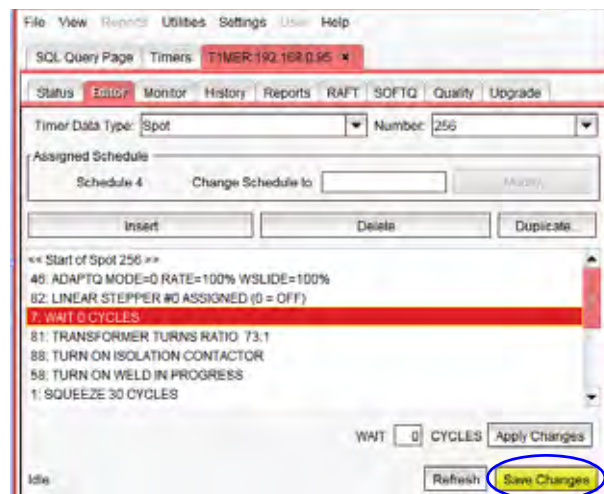 File View Reports Utilities Settings User Help
SQL Query Page Timers T1MER:192.168.0.95 ×
Status Editor Monitor History Reports RAFT SOFTQ Quality Upgrade
Timer Data Type: Spot Number: 256
Assigned Schedule
Schedule 4 Change Schedule to Modify
Insert Delete Duplicate...
<< Start of Spot 256 >>
46: ADAPTQ MODE=0 RATE=100% WSLIDE=100%
82: LINEAR STEPPER #0 ASSIGNED (0 = OFF)
7: WAIT 0 CYCLES
81: TRANSFORMER TURNS RATIO 73:1
88: TURN ON ISOLATION CONTACTOR
58: TURN ON WELD IN PROGRESS
1: SQUEEZE 30 CYCLES
WAIT 0 CYCLES Apply Changes
Idle Refresh Save Changes